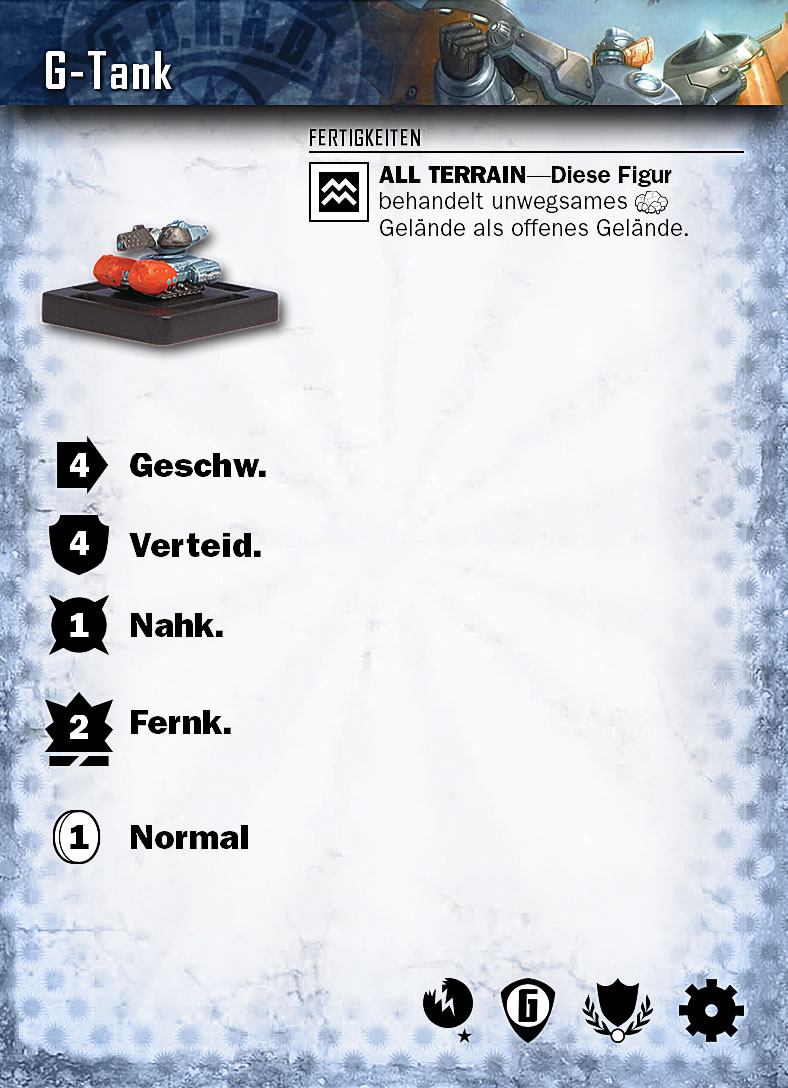 G-Tank
FERTIGKEITEN
ALL TERRAIN—Diese Figur
behandelt unwegsames
Gelände als offenes Gelände.
4 Geschw.
4 Verteid.
1 Nahk.
2 Fernk.
1 Normal
G